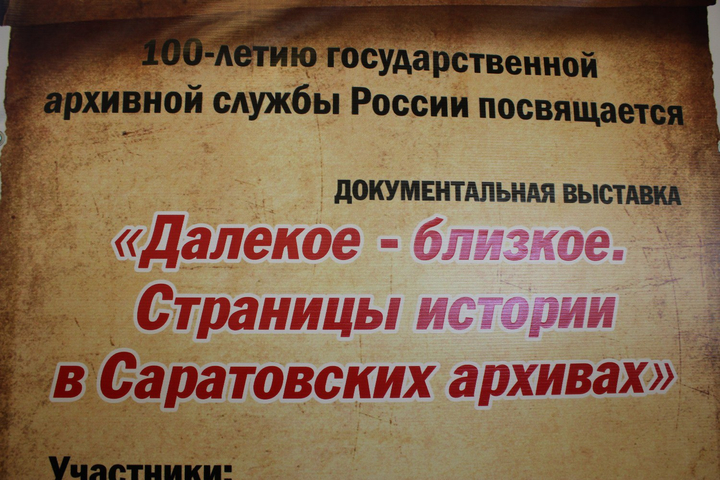 100-летию государственной
архивной службы России посвящается
ДОКУМЕНТАЛЬНАЯ ВЫСТАВКА
«Далекое - близкое.
Страницы истории
в Саратовских архивах»
Участники: